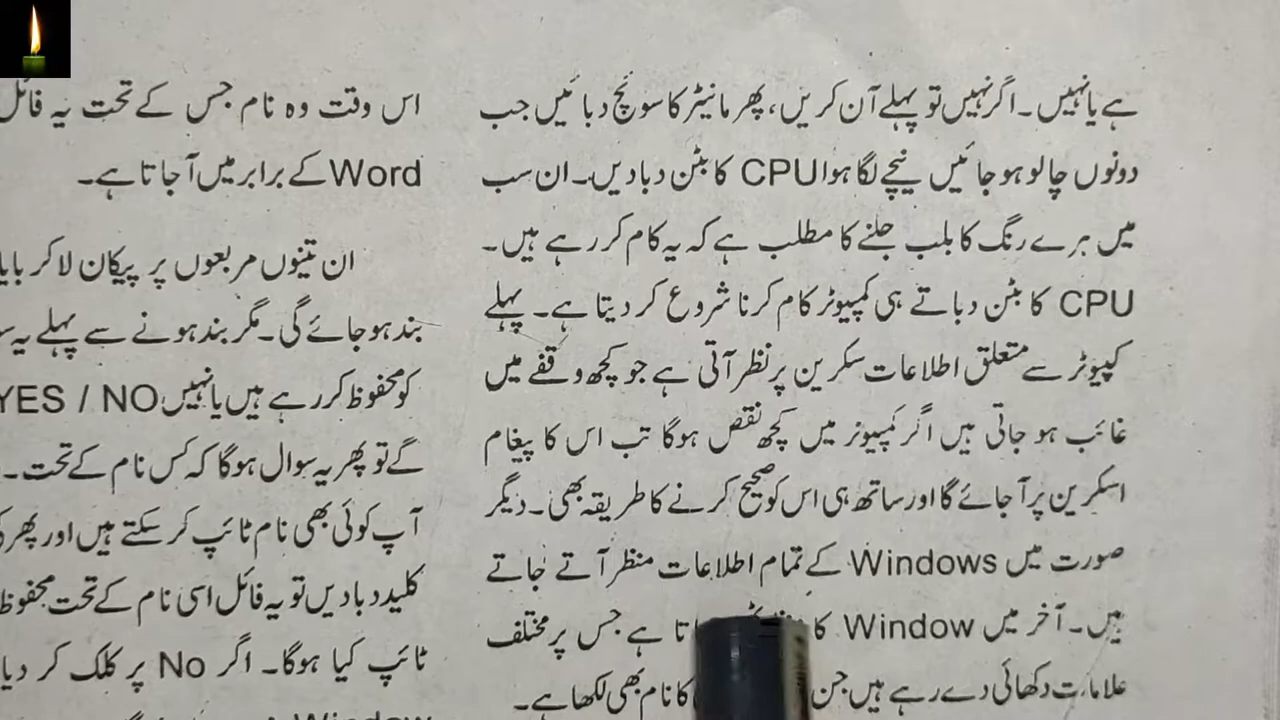 ہے یا نہیں۔ اگر نہیں تو پہلے آن کریں، پھر مانیٹر کا سوئچ دبائیں جب
دونوں چالو ہو جائیں نیچے لگا ہوا CPU کا بٹن دبا دیں۔ ان سب
میں ہرے رنگ کا بلب جلنے کا مطلب ہے کہ یہ کام کر رہے ہیں۔
CPU کا بٹن دباتے ہی کمپیوٹر کام کرنا شروع کر دیتا ہے۔ پہلے
کمپیوٹر سے متعلق اطلاعات سکرین پر نظر آتی ہے جو کچھ وقفے میں
غائب ہو جاتی ہیں اگر کمپیوٹر میں کچھ نقص ہوگا تب اس کا پیغام
اسکرین پر آ جائے گا اور ساتھ ہی اس کو صحیح کرنے کا طریقہ بھی۔ دیگر
صورت میں Windows کے تمام اطلاعات منظر آتے جاتے
ہیں۔ آخر میں Window کا تا ہے جس پر مختلف
علامات دکھائی دے رہے ہیں جن کا نام بھی لکھا ہے۔
اس وقت وہ نام جس کے تحت یہ فائل
Word کے برابر میں آ جاتا ہے۔
ان تینوں مربعوں پر پیکان لا کر
بند ہو جائے گی۔ مگر بند ہونے سے پہلے یہ
کو محفوظ کر رہے ہیں یا نہیں YES / NO
گے تو پھر یہ سوال ہوگا کہ کس نام کے تحت۔
آپ کوئی بھی نام ٹائپ کر سکتے ہیں اور پھر
کلید دبا دیں تو یہ فائل اسی نام کے تحت محفوظ
ٹائپ کیا ہوگا۔ اگر No پر کلک کر دیا